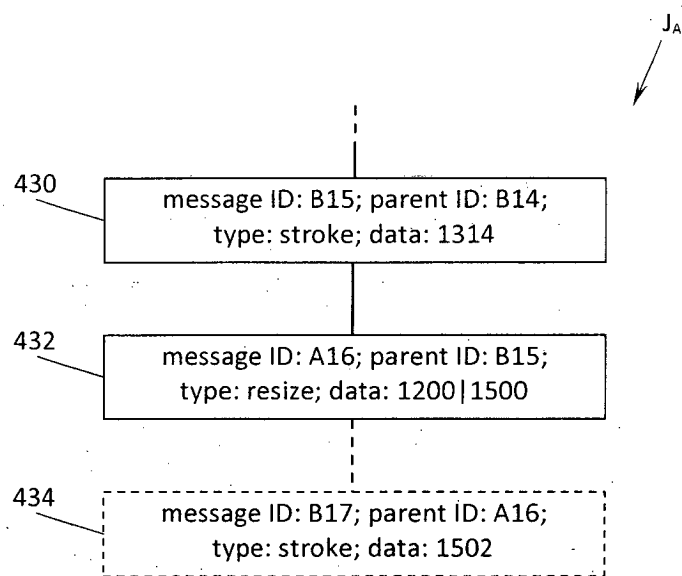 J_A
430
message ID: B15; parent ID: B14;
type: stroke; data: 1314
432
message ID: A16; parent ID: B15;
type: resize; data: 1200|1500
434
message ID: B17; parent ID: A16;
type: stroke; data: 1502